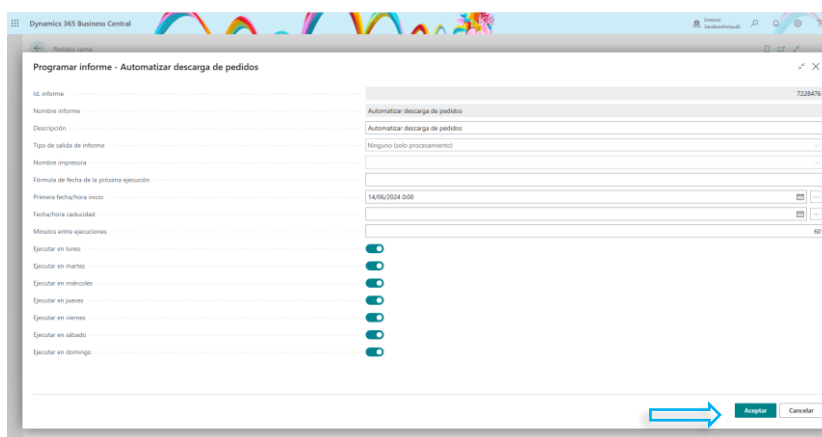 Dynamics 365 Business Central
Entorno:
Pedidos venta
Programar informe - Automatizar descarga de pedidos
Id. informe
7228476
Nombre informe
Automatizar descarga de pedidos
Descripción
Automatizar descarga de pedidos
Tipo de salida de informe
Ninguno (solo procesamiento)
Nombre impresora
Fórmula de fecha de la próxima ejecución
Primera fecha/hora inicio
14/06/2024 0:00
Fecha/hora caducidad
Minutos entre ejecuciones
60
Ejecutar en lunes
Ejecutar en martes
Ejecutar en miércoles
Ejecutar en jueves
Ejecutar en viernes
Ejecutar en sábado
Ejecutar en domingo
Aceptar Cancelar